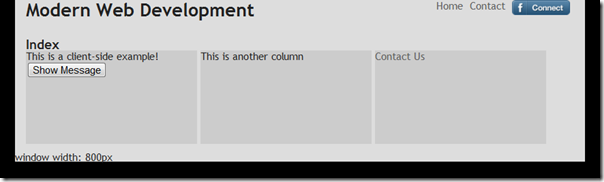 Modern Web Development
Home Contact f Connect
Index
This is a client-side example! This is another column Contact Us
Show Message
window width: 800px